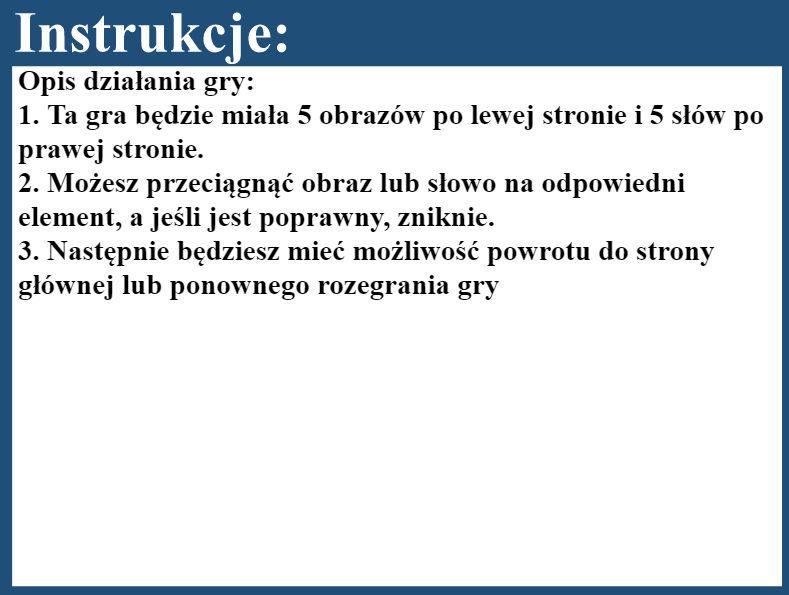 Instrukcje:
Opis działania gry:
1. Ta gra będzie miała 5 obrazów po lewej stronie i 5 słów po
prawej stronie.
2. Możesz przeciągnąć obraz lub słowo na odpowiedni
element, a jeśli jest poprawny, zniknie.
3. Następnie będziesz mieć możliwość powrotu do strony
głównej lub ponownego rozegrania gry